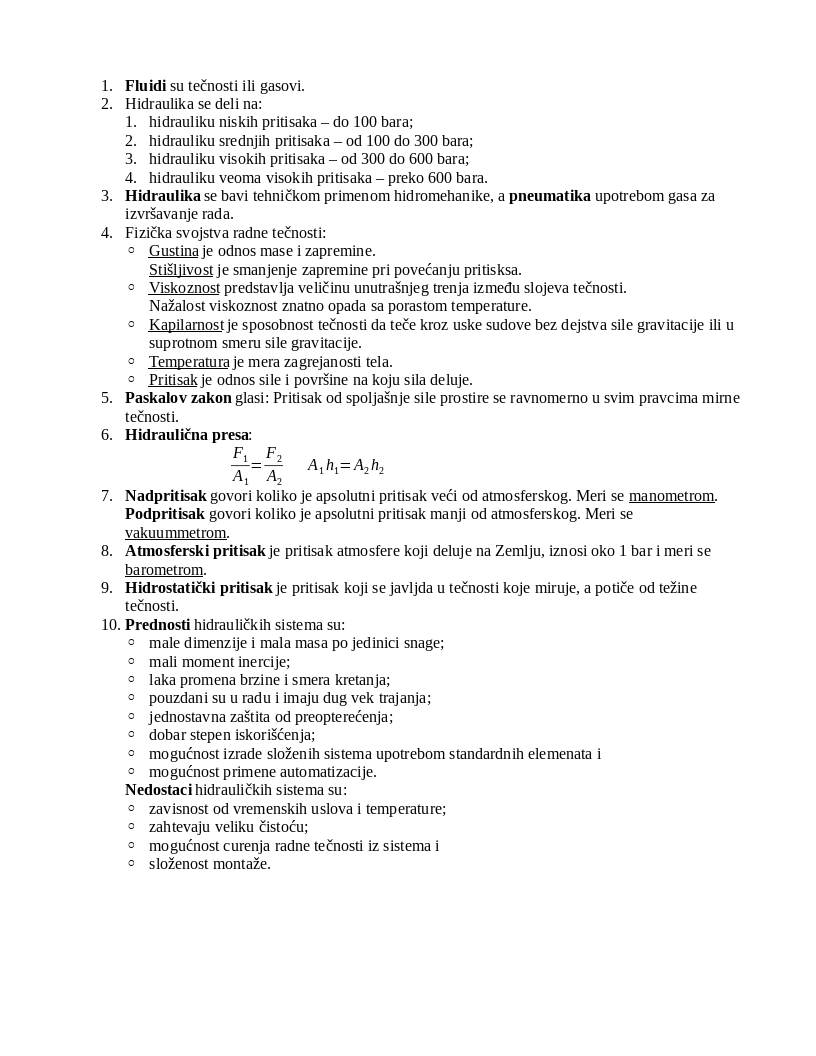 1. Fluidi su tečnosti ili gasovi.
2. Hidraulika se deli na:
1. hidrauliku niskih pritisaka – do 100 bara;
2. hidrauliku srednjih pritisaka – od 100 do 300 bara;
3. hidrauliku visokih pritisaka – od 300 do 600 bara;
4. hidrauliku veoma visokih pritisaka – preko 600 bara.
3. Hidraulika se bavi tehničkom primenom hidromehanike, a pneumatika upotrebom gasa za
izvršavanje rada.
4. Fizička svojstva radne tečnosti:
○ Gustina je odnos mase i zapremine.
Stišljivost je smanjenje zapremine pri povećanju pritisksa.
○ Viskoznost predstavlja veličinu unutrašnjeg trenja između slojeva tečnosti.
Nažalost viskoznost znatno opada sa porastom temperature.
○ Kapilarnost je sposobnost tečnosti da teče kroz uske sudove bez dejstva sile gravitacije ili u
suprotnom smeru sile gravitacije.
○ Temperatura je mera zagrejanosti tela.
○ Pritisak je odnos sile i površine na koju sila deluje.
5. Paskalov zakon glasi: Pritisak od spoljašnje sile prostire se ravnomerno u svim pravcima mirne
tečnosti.
6. Hidraulična presa:
F1/A1 = F2/A2 A1h1=A2h2
7. Nadpritisak govori koliko je apsolutni pritisak veći od atmosferskog. Meri se manometrom.
Podpritisak govori koliko je apsolutni pritisak manji od atmosferskog. Meri se
vakuummetrom.
8. Atmosferski pritisak je pritisak atmosfere koji deluje na Zemlju, iznosi oko 1 bar i meri se
barometrom.
9. Hidrostatički pritisak je pritisak koji se javljda u tečnosti koje miruje, a potiče od težine
tečnosti.
10. Prednosti hidrauličkih sistema su:
○ male dimenzije i mala masa po jedinici snage;
○ mali moment inercije;
○ laka promena brzine i smera kretanja;
○ pouzdani su u radu i imaju dug vek trajanja;
○ jednostavna zaštita od preopterećenja;
○ dobar stepen iskorišćenja;
○ mogućnost izrade složenih sistema upotrebom standardnih elemenata i
○ mogućnost primene automatizacije.
Nedostaci hidrauličkih sistema su:
○ zavisnost od vremenskih uslova i temperature;
○ zahtevaju veliku čistoću;
○ mogućnost curenja radne tečnosti iz sistema i
○ složenost montaže.